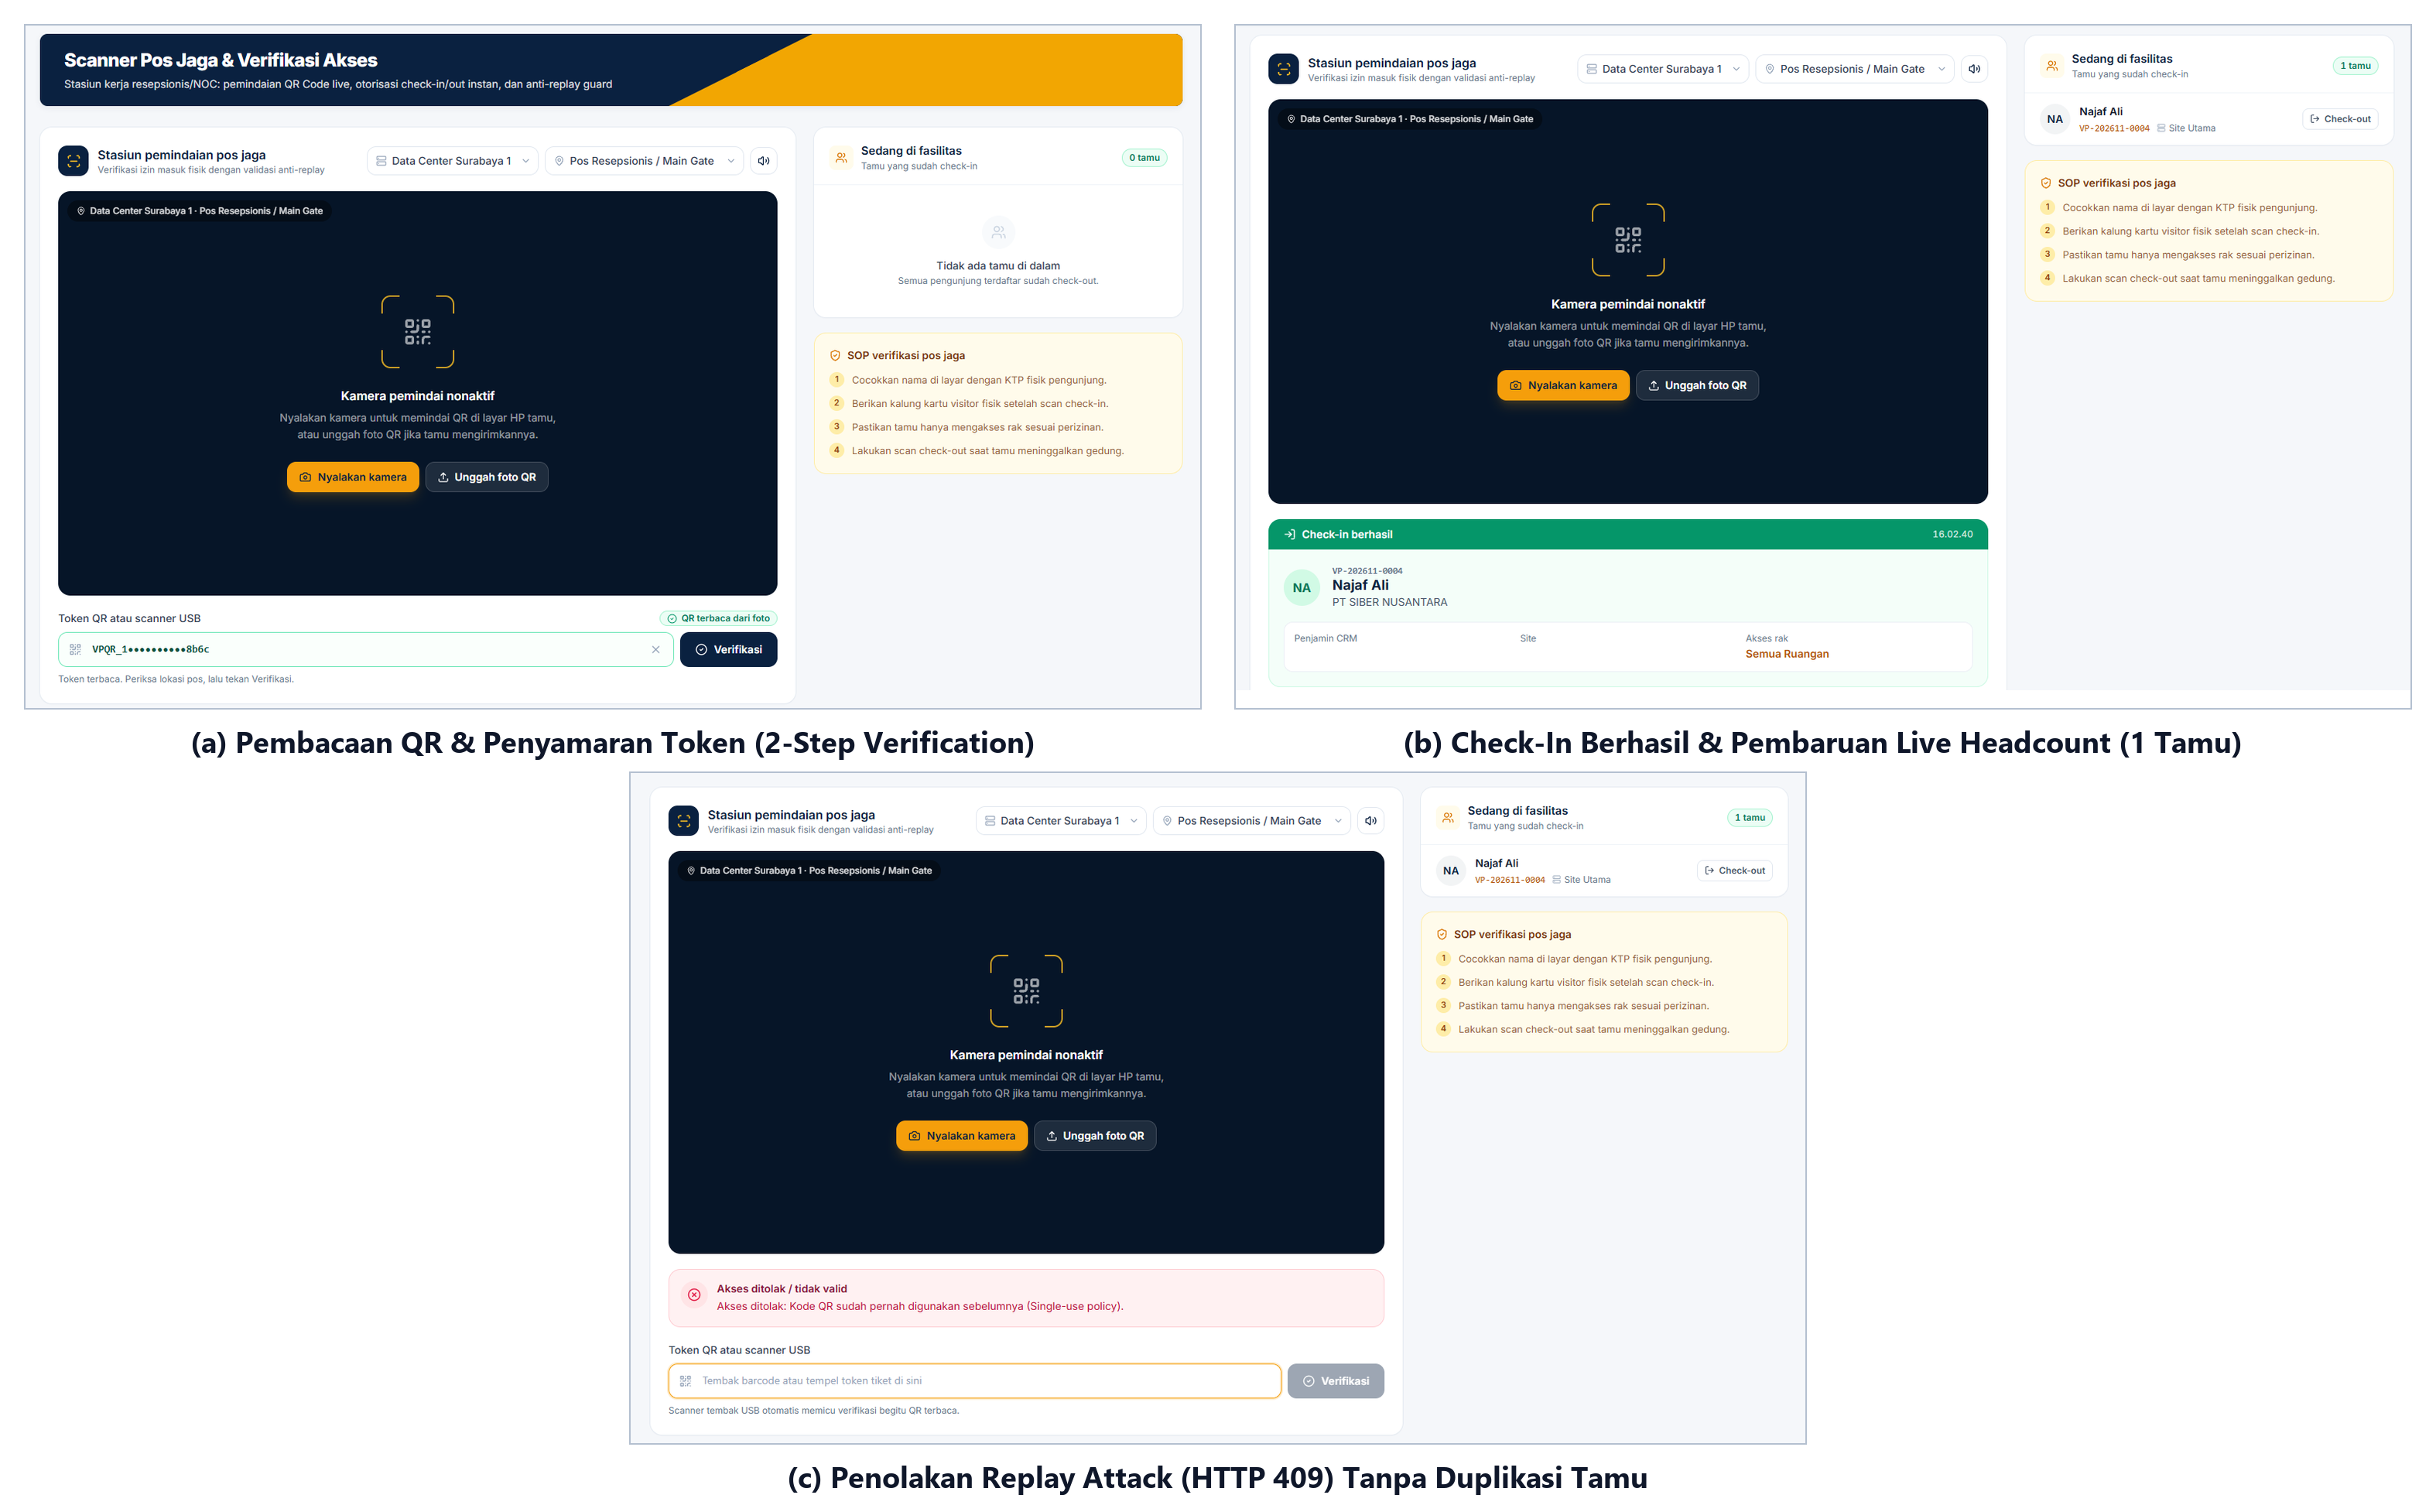 Scanner Pos Jaga & Verifikasi Akses
Stasiun kerja resepsionis/NOC: pemindaian QR Code live, otorisasi check-in/out instan, dan anti-replay guard
Stasiun pemindaian pos jaga
Verifikasi izin masuk fisik dengan validasi anti-replay
Data Center Surabaya 1
Pos Resepsionis / Main Gate
Data Center Surabaya 1 · Pos Resepsionis / Main Gate
Kamera pemindai nonaktif
Nyalakan kamera untuk memindai QR di layar HP tamu,
atau unggah foto QR jika tamu mengirimkannya.
Nyalakan kamera
Unggah foto QR
Token QR atau scanner USB
QR terbaca dari foto
VPQR_1••••••••••8b6c
Verifikasi
Token terbaca. Periksa lokasi pos, lalu tekan Verifikasi.
Sedang di fasilitas
Tamu yang sudah check-in
0 tamu
Tidak ada tamu di dalam
Semua pengunjung terdaftar sudah check-out.
SOP verifikasi pos jaga
1 Cocokkan nama di layar dengan KTP fisik pengunjung.
2 Berikan kalung kartu visitor fisik setelah scan check-in.
3 Pastikan tamu hanya mengakses rak sesuai perizinan.
4 Lakukan scan check-out saat tamu meninggalkan gedung.
(a) Pembacaan QR & Penyamaran Token (2-Step Verification)
Stasiun pemindaian pos jaga
Verifikasi izin masuk fisik dengan validasi anti-replay
Data Center Surabaya 1
Pos Resepsionis / Main Gate
Data Center Surabaya 1 · Pos Resepsionis / Main Gate
Kamera pemindai nonaktif
Nyalakan kamera untuk memindai QR di layar HP tamu,
atau unggah foto QR jika tamu mengirimkannya.
Nyalakan kamera
Unggah foto QR
Check-in berhasil
16.02.40
NA
VP-202611-0004
Najaf Ali
PT SIBER NUSANTARA
Penjamin CRM
Site
Akses rak
Semua Ruangan
Sedang di fasilitas
Tamu yang sudah check-in
1 tamu
NA
Najaf Ali
VP-202611-0004 Site Utama
Check-out
SOP verifikasi pos jaga
1 Cocokkan nama di layar dengan KTP fisik pengunjung.
2 Berikan kalung kartu visitor fisik setelah scan check-in.
3 Pastikan tamu hanya mengakses rak sesuai perizinan.
4 Lakukan scan check-out saat tamu meninggalkan gedung.
(b) Check-In Berhasil & Pembaruan Live Headcount (1 Tamu)
Stasiun pemindaian pos jaga
Verifikasi izin masuk fisik dengan validasi anti-replay
Data Center Surabaya 1
Pos Resepsionis / Main Gate
Data Center Surabaya 1 · Pos Resepsionis / Main Gate
Kamera pemindai nonaktif
Nyalakan kamera untuk memindai QR di layar HP tamu,
atau unggah foto QR jika tamu mengirimkannya.
Nyalakan kamera
Unggah foto QR
Akses ditolak / tidak valid
Akses ditolak: Kode QR sudah pernah digunakan sebelumnya (Single-use policy).
Token QR atau scanner USB
Tembak barcode atau tempel token tiket di sini
Verifikasi
Scanner tembak USB otomatis memicu verifikasi begitu QR terbaca.
Sedang di fasilitas
Tamu yang sudah check-in
1 tamu
NA
Najaf Ali
VP-202611-0004 Site Utama
Check-out
SOP verifikasi pos jaga
1 Cocokkan nama di layar dengan KTP fisik pengunjung.
2 Berikan kalung kartu visitor fisik setelah scan check-in.
3 Pastikan tamu hanya mengakses rak sesuai perizinan.
4 Lakukan scan check-out saat tamu meninggalkan gedung.
(c) Penolakan Replay Attack (HTTP 409) Tanpa Duplikasi Tamu